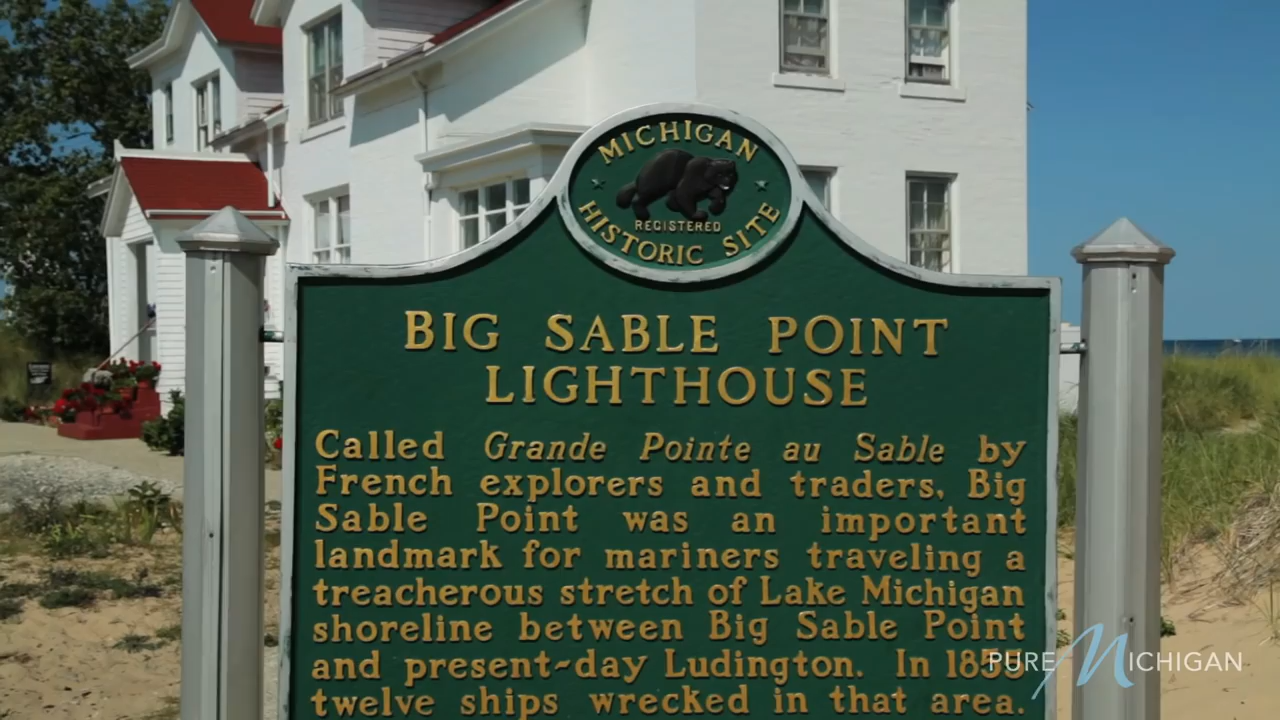 MICHIGAN
REGISTERED
HISTORIC SITE
BIG SABLE POINT
LIGHTHOUSE
Called Grande Pointe au Sable by
French explorers and traders, Big
Sable Point was an important
landmark for mariners traveling a
treacherous stretch of Lake Michigan
shoreline between Big Sable Point
and present-day Ludington. In 1855
twelve ships wrecked in that area.
PURE MICHIGAN